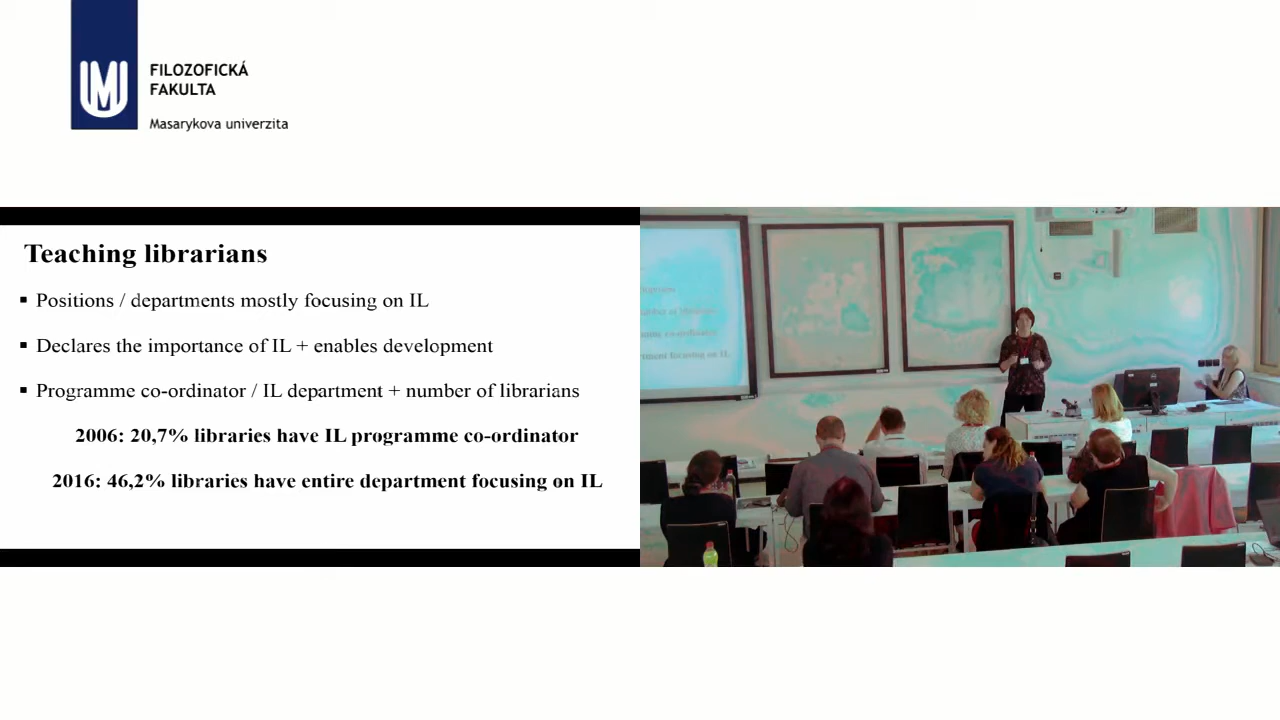 FILOZOFICKÁ
FAKULTA
Masarykova univerzita
Teaching librarians
▪ Positions / departments mostly focusing on IL
▪ Declares the importance of IL + enables development
▪ Programme co-ordinator / IL department + number of librarians
2006: 20,7% libraries have IL programme co-ordinator
2016: 46,2% libraries have entire department focusing on IL